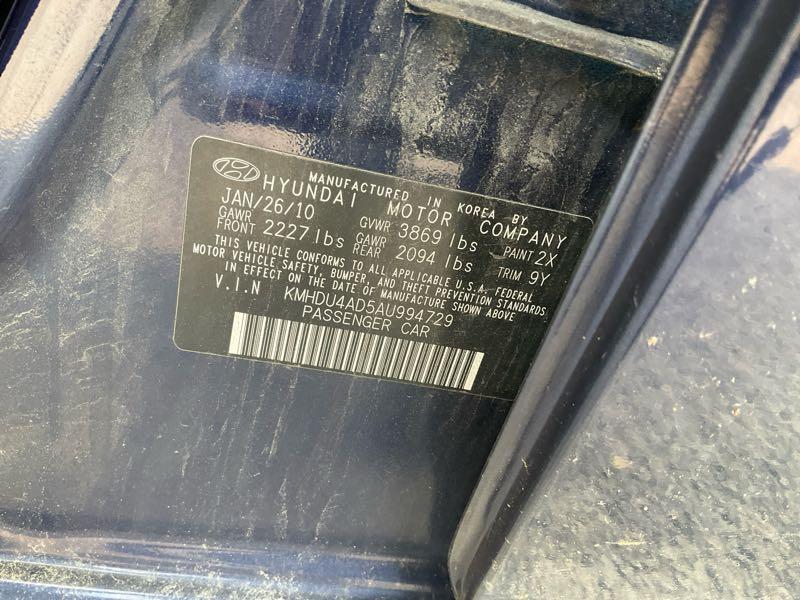 MANUFACTURED IN KOREA BY
HYUNDAI MOTOR COMPANY
JAN/26/10 GVWR 3869 lbs PAINT 2X
GAWR FRONT 2227 lbs GAWR REAR 2094 lbs TRIM 9Y
THIS VEHICLE CONFORMS TO ALL APPLICABLE U.S.A. FEDERAL
MOTOR VEHICLE SAFETY, BUMPER, AND THEFT PREVENTION STANDARDS
IN EFFECT ON THE DATE OF MANUFACTURE SHOWN ABOVE
V.I.N KMHDU4AD5AU994729
PASSENGER CAR